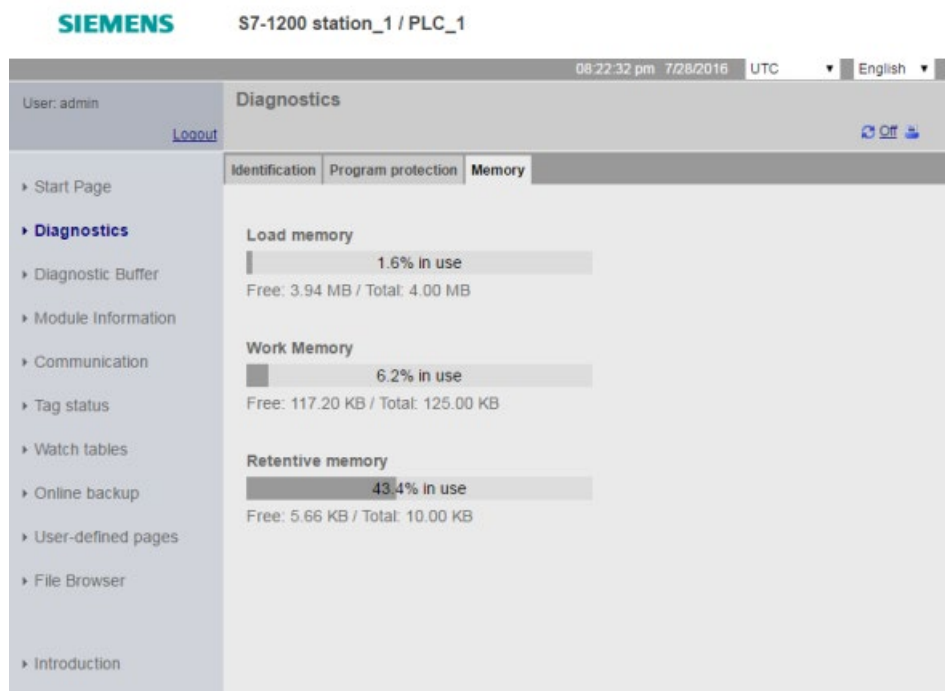 SIEMENS S7-1200 station_1 / PLC_1
08:22:32 pm 7/28/2016 UTC English
User: admin
Logout
Diagnostics
Off
Start Page
Diagnostics
Diagnostic Buffer
Module Information
Communication
Tag status
Watch tables
Online backup
User-defined pages
File Browser
Introduction
Identification Program protection Memory
Load memory
1.6% in use
Free: 3.94 MB / Total: 4.00 MB
Work Memory
6.2% in use
Free: 117.20 KB / Total: 125.00 KB
Retentive memory
43.4% in use
Free: 5.66 KB / Total: 10.00 KB